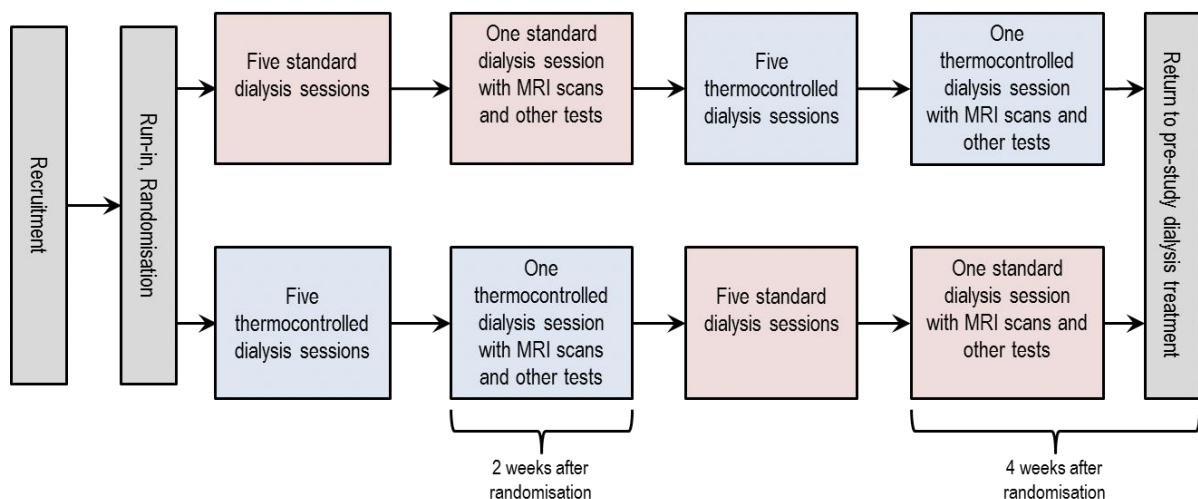 Recruitment
Run-in, Randomisation
Five standard
dialysis sessions
One standard
dialysis session
with MRI scans
and other tests
Five
thermocontrolled
dialysis sessions
One
thermocontrolled
dialysis session
with MRI scans and
other tests
Five
thermocontrolled
dialysis sessions
One
thermocontrolled
dialysis session
with MRI scans
and other tests
Five standard
dialysis sessions
One standard
dialysis session
with MRI scans and
other tests
Return to pre-study dialysis treatment
2 weeks after
randomisation
4 weeks after
randomisation